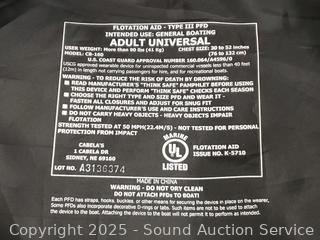 FLOTATION AID - TYPE III PFD
INTENDED USE: GENERAL BOATING
ADULT UNIVERSAL
USER WEIGHT: More than 90 lbs (41 Kg)
MODEL: CB-160
CHEST SIZE: 30 to 52 inches
(76 to 132 cm)
U.S. COAST GUARD APPROVAL NUMBER 160.064/A4596/0
USCG approved wearable device for uninspected commercial vessels less than 40 feet
(12m) in length not carrying passengers for hire, and for recreational boats.
WARNING - TO REDUCE THE RISK OF DEATH BY DROWNING:
● READ MANUFACTURER'S "THINK SAFE" PAMPHLET BEFORE USING
THIS DEVICE AND PERFORM "THINK SAFE" CHECKS EACH SEASON
● CHOOSE THE RIGHT TYPE AND SIZE PFD AND WEAR IT -
FASTEN ALL CLOSURES AND ADJUST FOR SNUG FIT
● FOLLOW MANUFACTURER'S USE AND CARE INSTRUCTIONS
● DO NOT CARRY HEAVY OBJECTS - HEAVY OBJECTS IMPAIR
FLOTATION
STRENGTH TESTED AT 50 MPH(22.4M/S) - NOT TESTED FOR PERSONAL
PROTECTION FROM IMPACT
CABELA'S
1 CABELA DR
SIDNEY, NE 69160
LOT NO. A3136374
MARINE
UL
LISTED
FLOTATION AID
ISSUE NO. K-5710
MADE IN CHINA
WARNING - DO NOT DRY CLEAN
DO NOT ATTACH PFDs TO BOAT!
Each PFD has straps, hooks, buckles, or other means for securing the device in place on the wearer.
Some PFDs also incorporate decorative D-rings or tabs. Such means must not be used to attach
the device to the boat. Attaching the device to the boat will not permit it to perform as intended.
Copyright 2025 - Sound Auction Service